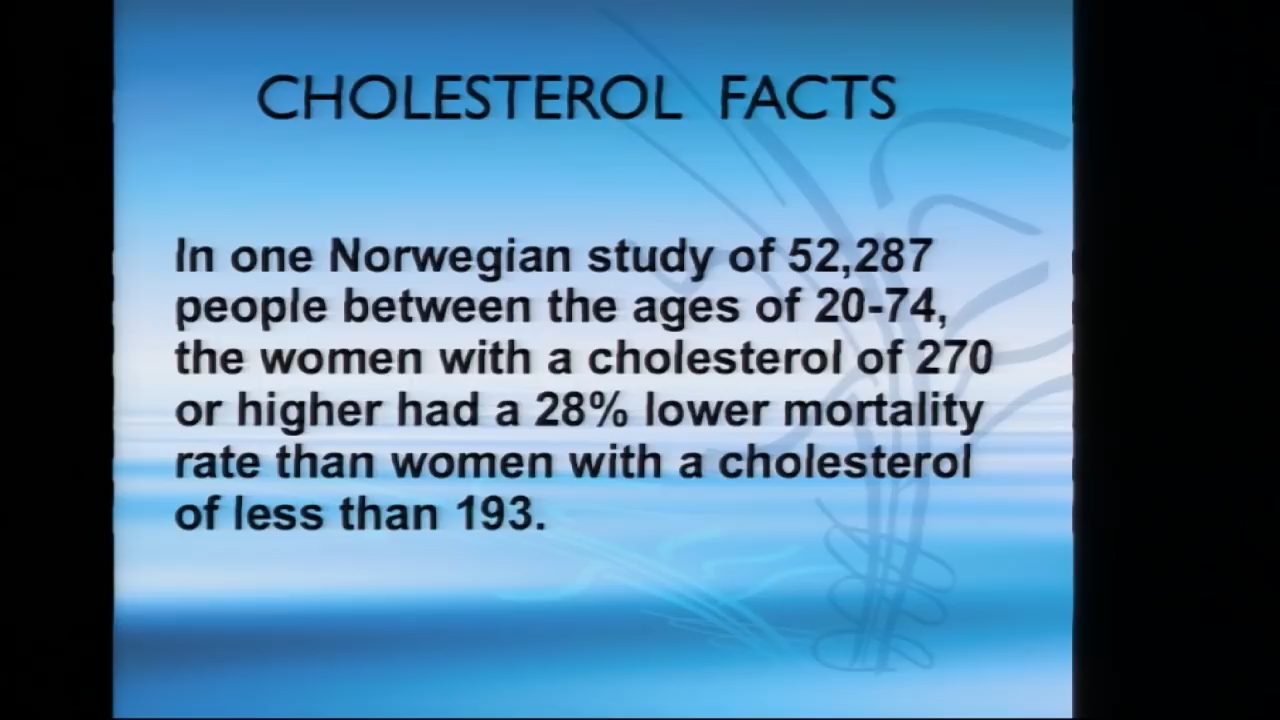 CHOLESTEROL FACTS
In one Norwegian study of 52,287
people between the ages of 20-74,
the women with a cholesterol of 270
or higher had a 28% lower mortality
rate than women with a cholesterol
of less than 193.